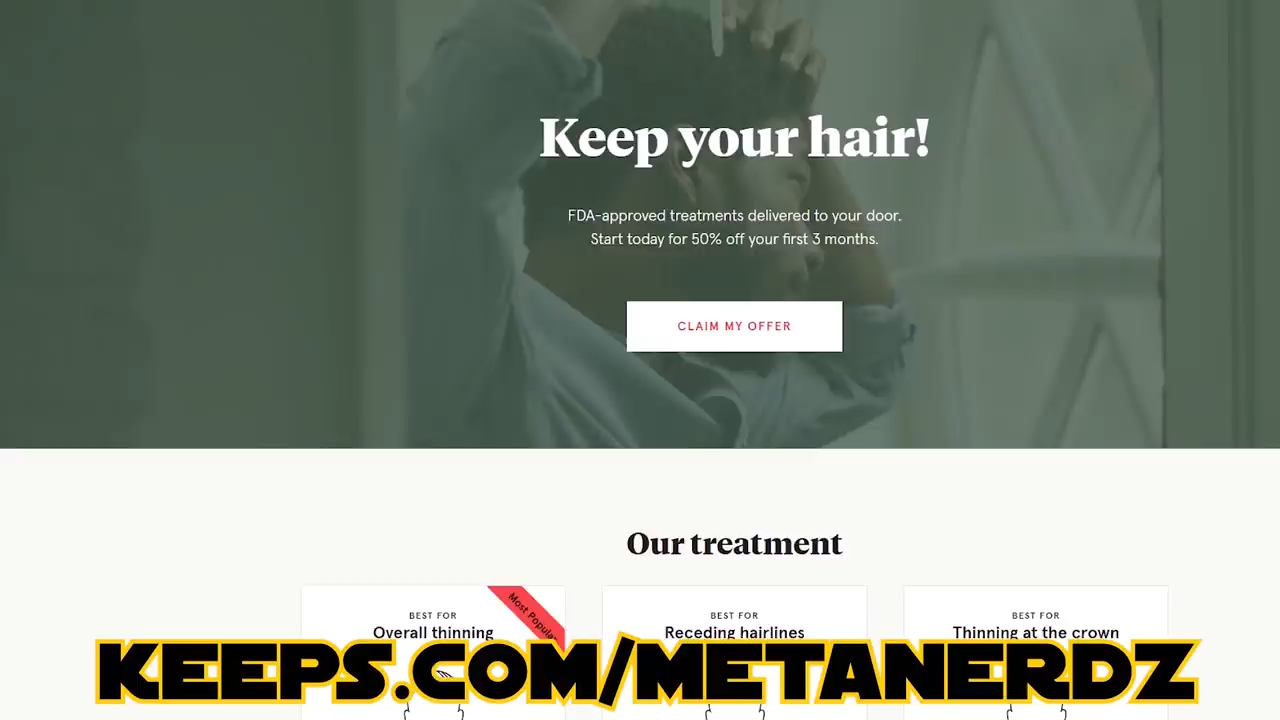 Keep your hair!
FDA-approved treatments delivered to your door.
Start today for 50% off your first 3 months.
CLAIM MY OFFER
Our treatment
Most Popular
BEST FOR
Overall thinning
BEST FOR
Receding hairlines
BEST FOR
Thinning at the crown
KEEPS.COM/METANERDZ